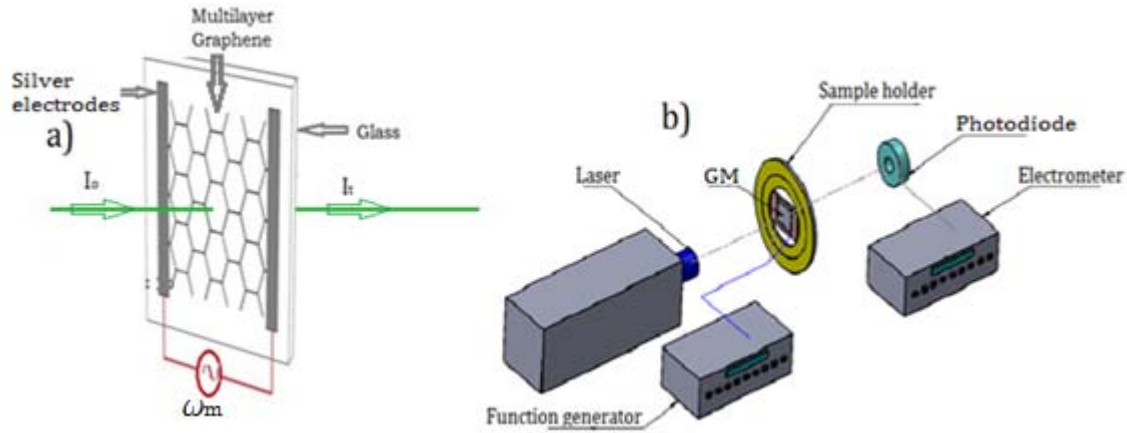 Multilayer
Graphene
Silver
electrodes
a)
Glass
I₀
Iₜ
ωm
b)
Sample holder
Photodiode
GM
Laser
Electrometer
Function generator